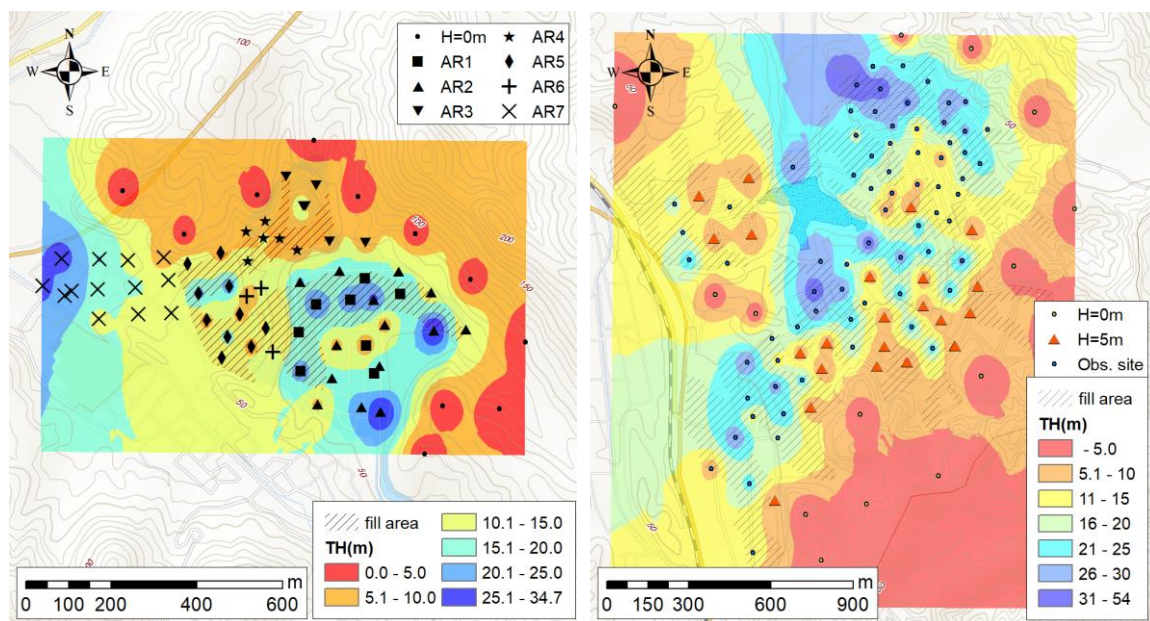 N
W E
S
H=0m
AR1
AR2
AR3
AR4
AR5
AR6
AR7
100
100
200
150
50
50
50
100
fill area
TH(m)
0.0 - 5.0
5.1 - 10.0
10.1 - 15.0
15.1 - 20.0
20.1 - 25.0
25.1 - 34.7
m
0 100 200 400 600
N
W E
S
50
50
50
H=0m
H=5m
Obs. site
fill area
TH(m)
- 5.0
5.1 - 10
11 - 15
16 - 20
21 - 25
26 - 30
31 - 54
m
0 150 300 600 900